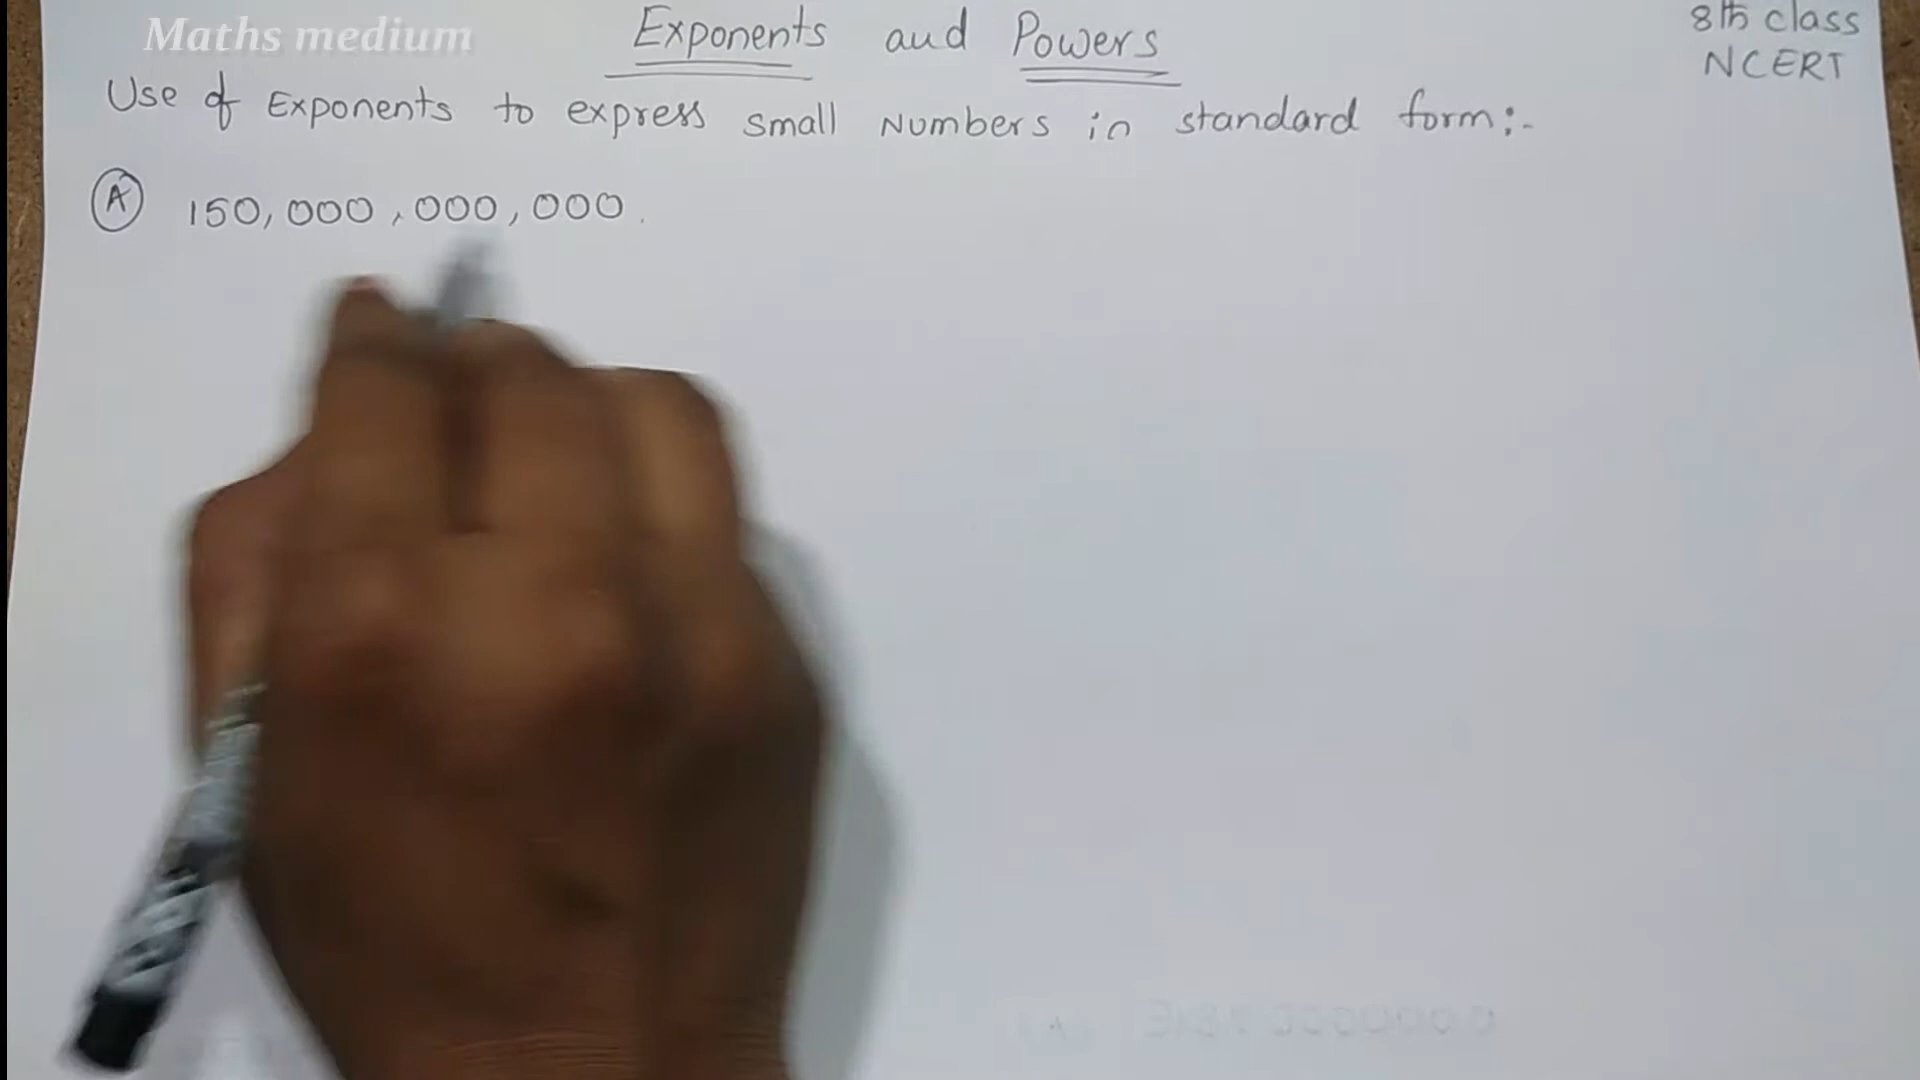 Maths medium
Exponents and Powers
8th class
NCERT
Use of Exponents to express small Numbers in standard form:-
(A) 150,000,000,000.